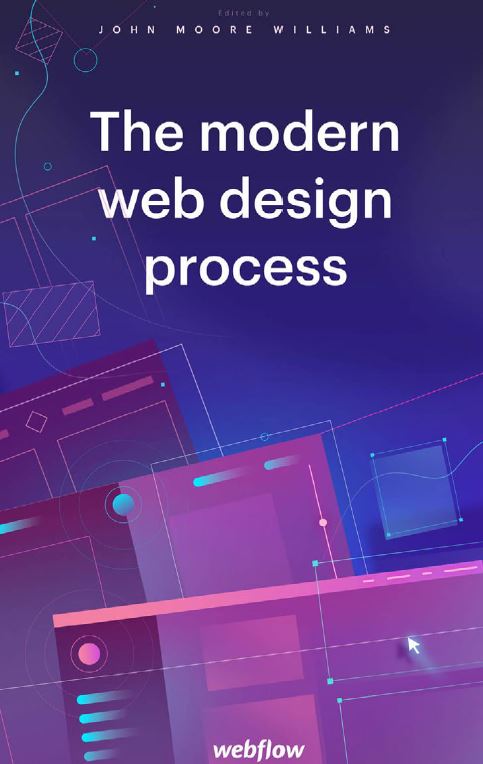 Edited by
JOHN MOORE WILLIAMS
The modern
web design
process
webflow